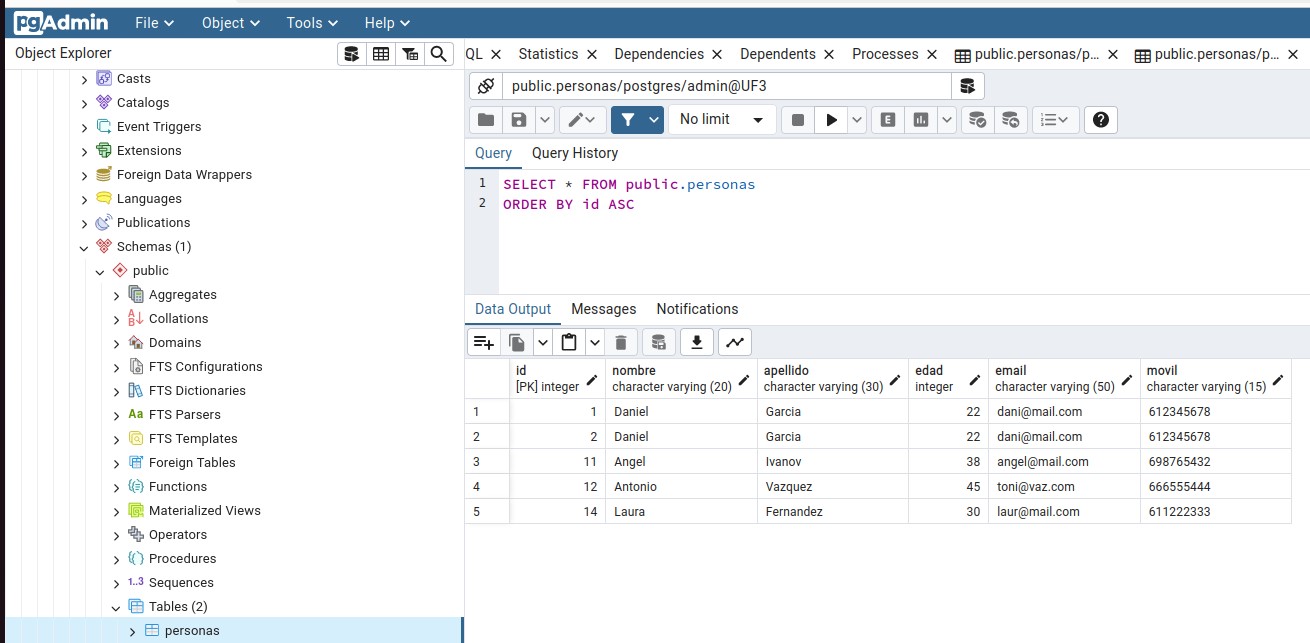 pgAdmin File Object Tools Help
Object Explorer
QL Statistics Dependencies Dependents Processes public.personas/p... public.personas/p...
Casts
Catalogs
Event Triggers
Extensions
Foreign Data Wrappers
Languages
Publications
Schemas (1)
public
Aggregates
Collations
Domains
FTS Configurations
FTS Dictionaries
Aa FTS Parsers
FTS Templates
Foreign Tables
Functions
Materialized Views
Operators
Procedures
1..3 Sequences
Tables (2)
personas
public.personas/postgres/admin@UF3
No limit E
Query Query History
1 SELECT * FROM public.personas
2 ORDER BY id ASC
Data Output Messages Notifications
id nombre apellido edad email movil
[PK] integer character varying (20) character varying (30) integer character varying (50) character varying (15)
1 1 Daniel Garcia 22 dani@mail.com 612345678
2 2 Daniel Garcia 22 dani@mail.com 612345678
3 11 Angel Ivanov 38 angel@mail.com 698765432
4 12 Antonio Vazquez 45 toni@vaz.com 666555444
5 14 Laura Fernandez 30 laur@mail.com 611222333